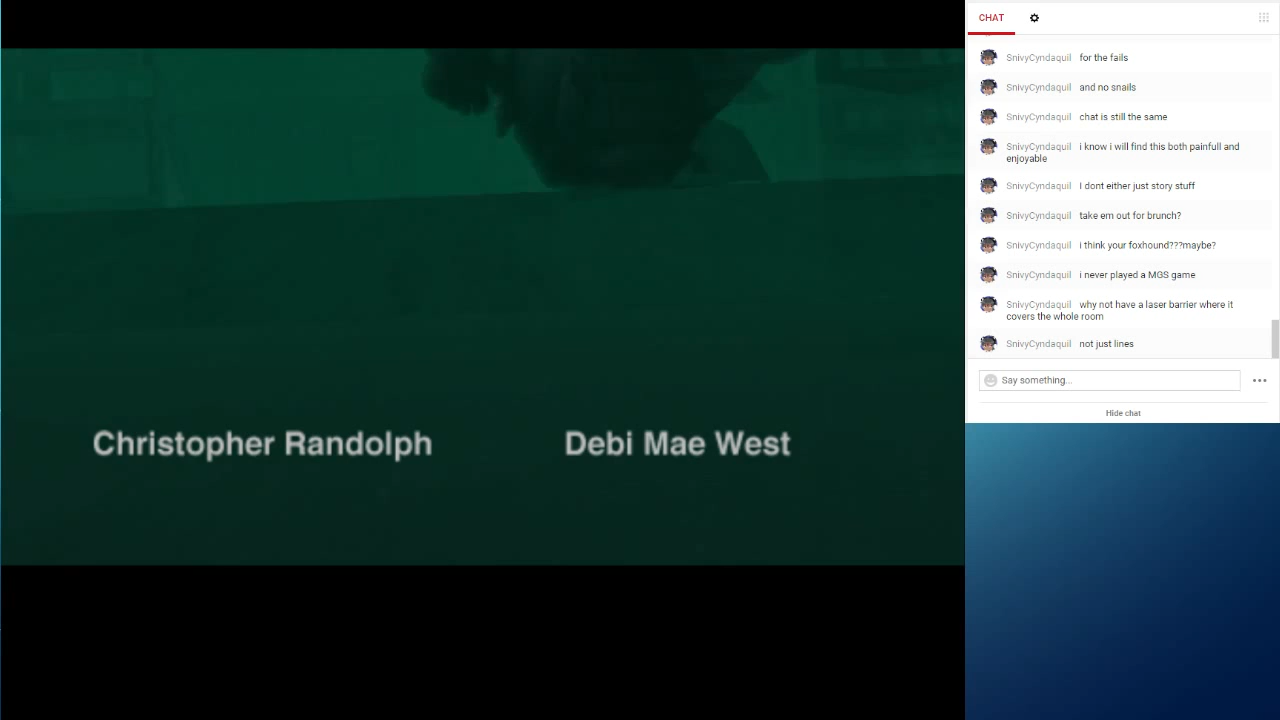 CHAT
SnivyCyndaquil for the fails
SnivyCyndaquil and no snails
SnivyCyndaquil chat is still the same
SnivyCyndaquil i know i will find this both painfull and
enjoyable
SnivyCyndaquil I dont either just story stuff
SnivyCyndaquil take em out for brunch?
SnivyCyndaquil i think your foxhound???maybe?
SnivyCyndaquil i never played a MGS game
SnivyCyndaquil why not have a laser barrier where it
covers the whole room
SnivyCyndaquil not just lines
Say something...
Hide chat
Christopher Randolph Debi Mae West